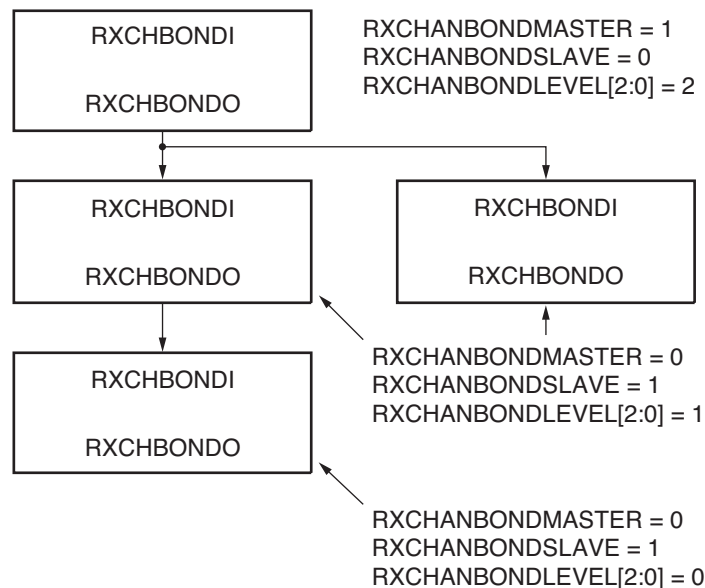 RXCHBONDI
RXCHBONDO
RXCHANBONDMASTER = 1
RXCHANBONDSLAVE = 0
RXCHANBONDLEVEL[2:0] = 2
RXCHBONDI
RXCHBONDO
RXCHBONDI
RXCHBONDO
RXCHANBONDMASTER = 0
RXCHANBONDSLAVE = 1
RXCHANBONDLEVEL[2:0] = 1
RXCHBONDI
RXCHBONDO
RXCHANBONDMASTER = 0
RXCHANBONDSLAVE = 1
RXCHANBONDLEVEL[2:0] = 0